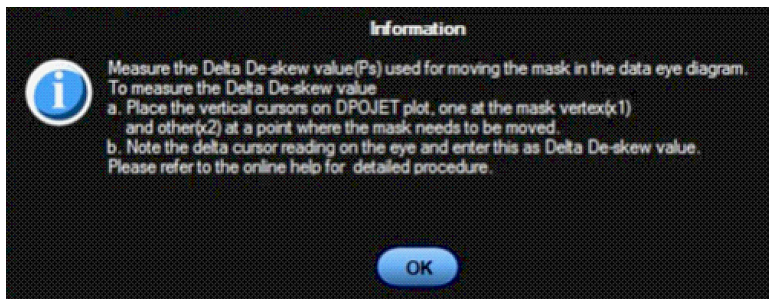 Information
Measure the Delta De-skew value(Ps) used for moving the mask in the data eye diagram.
To measure the Delta De-skew value
a. Place the vertical cursors on DPOJET plot, one at the mask vertex(x1)
and other(x2) at a point where the mask needs to be moved.
b. Note the delta cursor reading on the eye and enter this as Delta De-skew value.
Please refer to the online help for detailed procedure.
OK